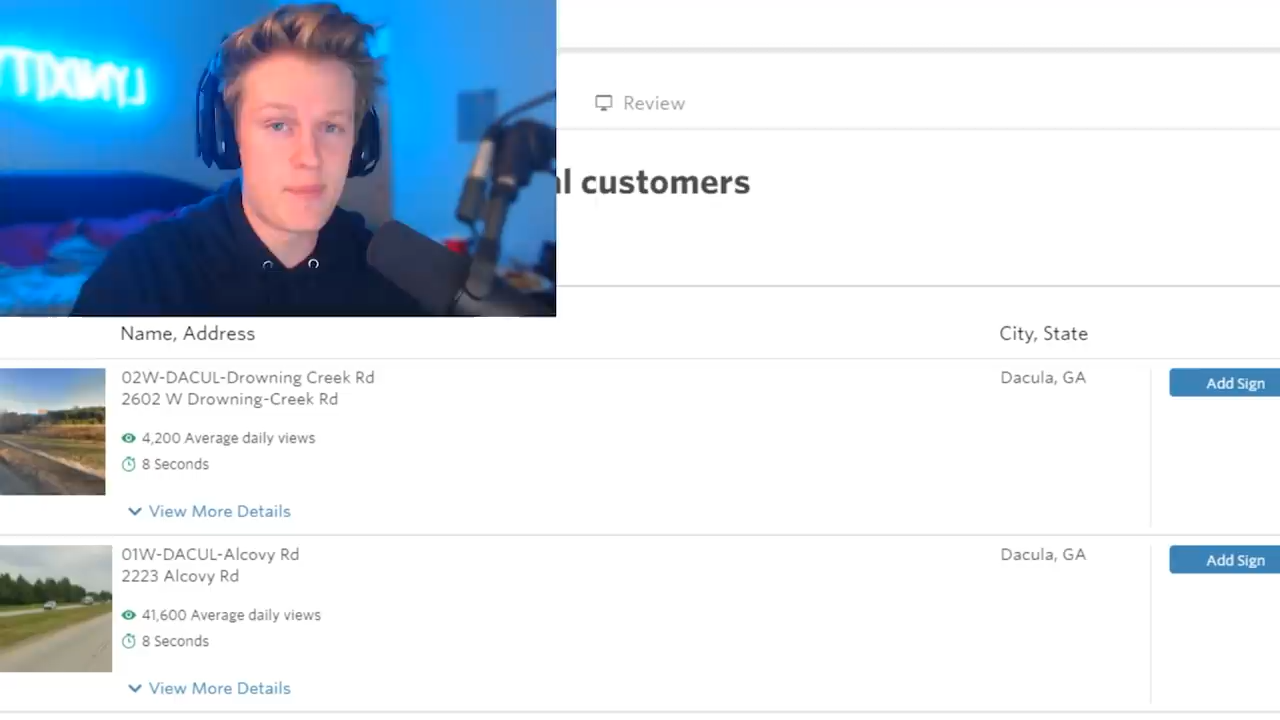 Review
customers
Name, Address
City, State
02W-DACUL-Drowning Creek Rd
Dacula, GA
Add Sign
2602 W Drowning-Creek Rd
4,200 Average daily views
8 Seconds
View More Details
01W-DACUL-Alcovy Rd
Dacula, GA
Add Sign
2223 Alcovy Rd
41,600 Average daily views
8 Seconds
View More Details